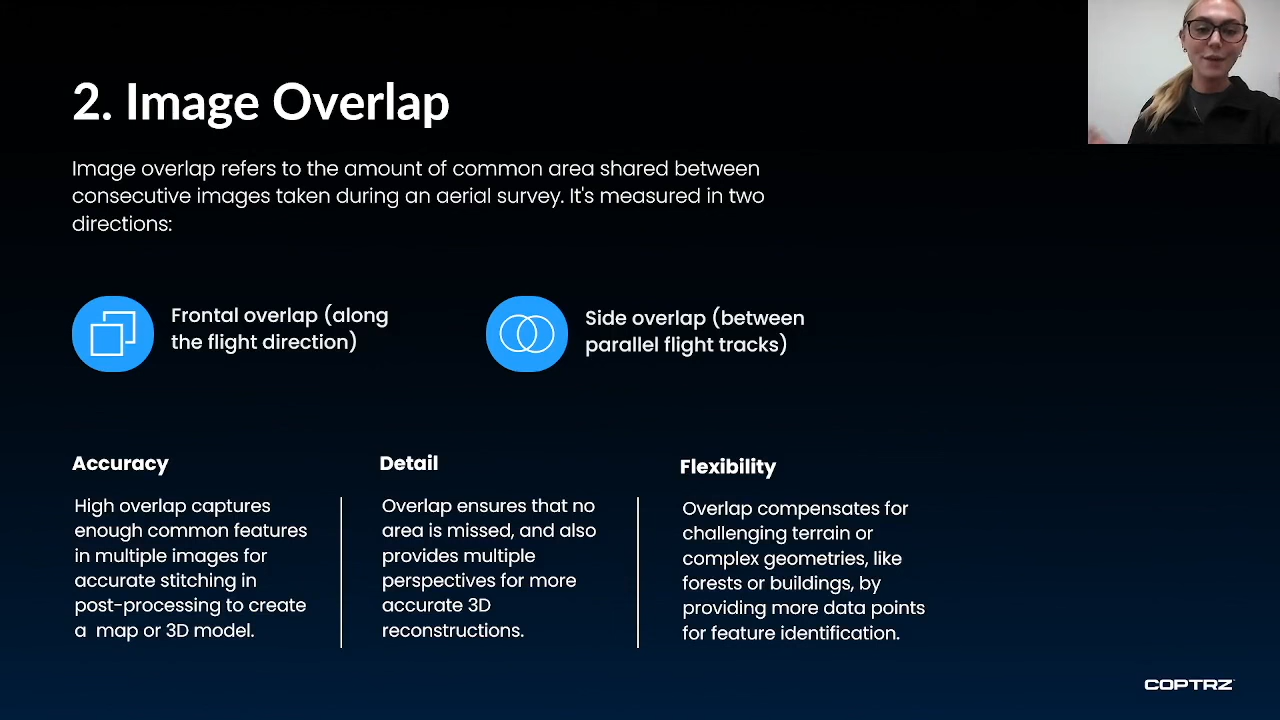 2. Image Overlap
Image overlap refers to the amount of common area shared between
consecutive images taken during an aerial survey. It's measured in two
directions:
Frontal overlap (along
the flight direction)
Side overlap (between
parallel flight tracks)
Accuracy
High overlap captures
enough common features
in multiple images for
accurate stitching in
post-processing to create
a  map or 3D model.
Detail
Overlap ensures that no
area is missed, and also
provides multiple
perspectives for more
accurate 3D
reconstructions.
Flexibility
Overlap compensates for
challenging terrain or
complex geometries, like
forests or buildings, by
providing more data points
for feature identification.
COPTRZ